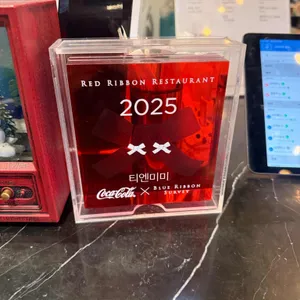 RED RIBBON RESTAURANT
2025
티엔미미
Coca-Cola × BLUE RIBBON SURVEY